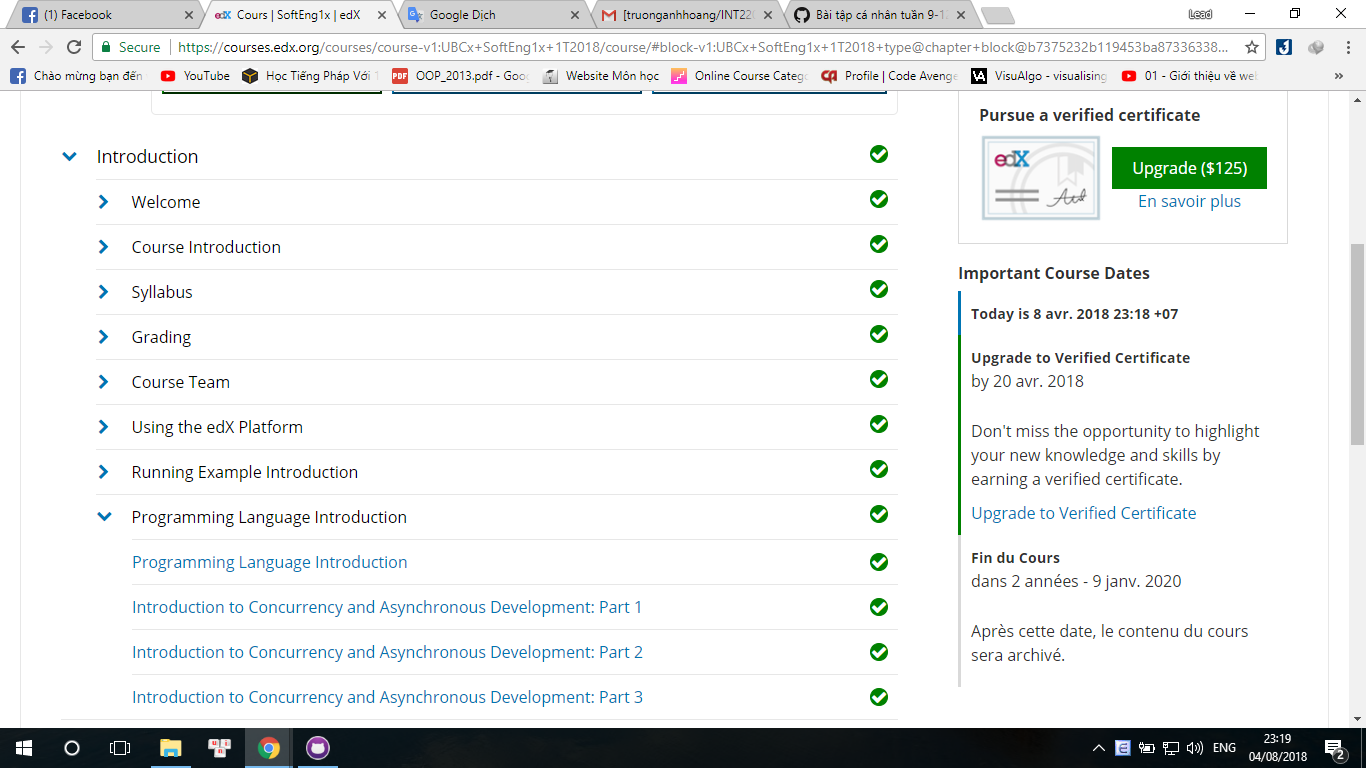 (1) Facebook
Cours | SoftEng1x | edX
Google Dịch
[truonganhhoang/INT220
Bài tập cá nhân tuần 9-1
Lead
Secure
https://courses.edx.org/courses/course-v1:UBCx+SoftEng1x+1T2018/course/#block-v1:UBCx+SoftEng1x+1T2018+type@chapter+block@b7375232b119453ba87336338...
Chào mừng bạn đến
YouTube
Học Tiếng Pháp Với 1
PDF
OOP_2013.pdf - Goo
Website Môn học
Online Course Categ
Profile | Code Avenge
VA
VisuAlgo - visualising
01 - Giới thiệu về we
»
Introduction
Welcome
Course Introduction
Syllabus
Grading
Course Team
Using the edX Platform
Running Example Introduction
Programming Language Introduction
Programming Language Introduction
Introduction to Concurrency and Asynchronous Development: Part 1
Introduction to Concurrency and Asynchronous Development: Part 2
Introduction to Concurrency and Asynchronous Development: Part 3
Pursue a verified certificate
edX
Upgrade ($125)
En savoir plus
Important Course Dates
Today is 8 avr. 2018 23:18 +07
Upgrade to Verified Certificate
by 20 avr. 2018
Don't miss the opportunity to highlight
your new knowledge and skills by
earning a verified certificate.
Upgrade to Verified Certificate
Fin du Cours
dans 2 années - 9 janv. 2020
Après cette date, le contenu du cours
sera archivé.
ENG
23:19
04/08/2018
2